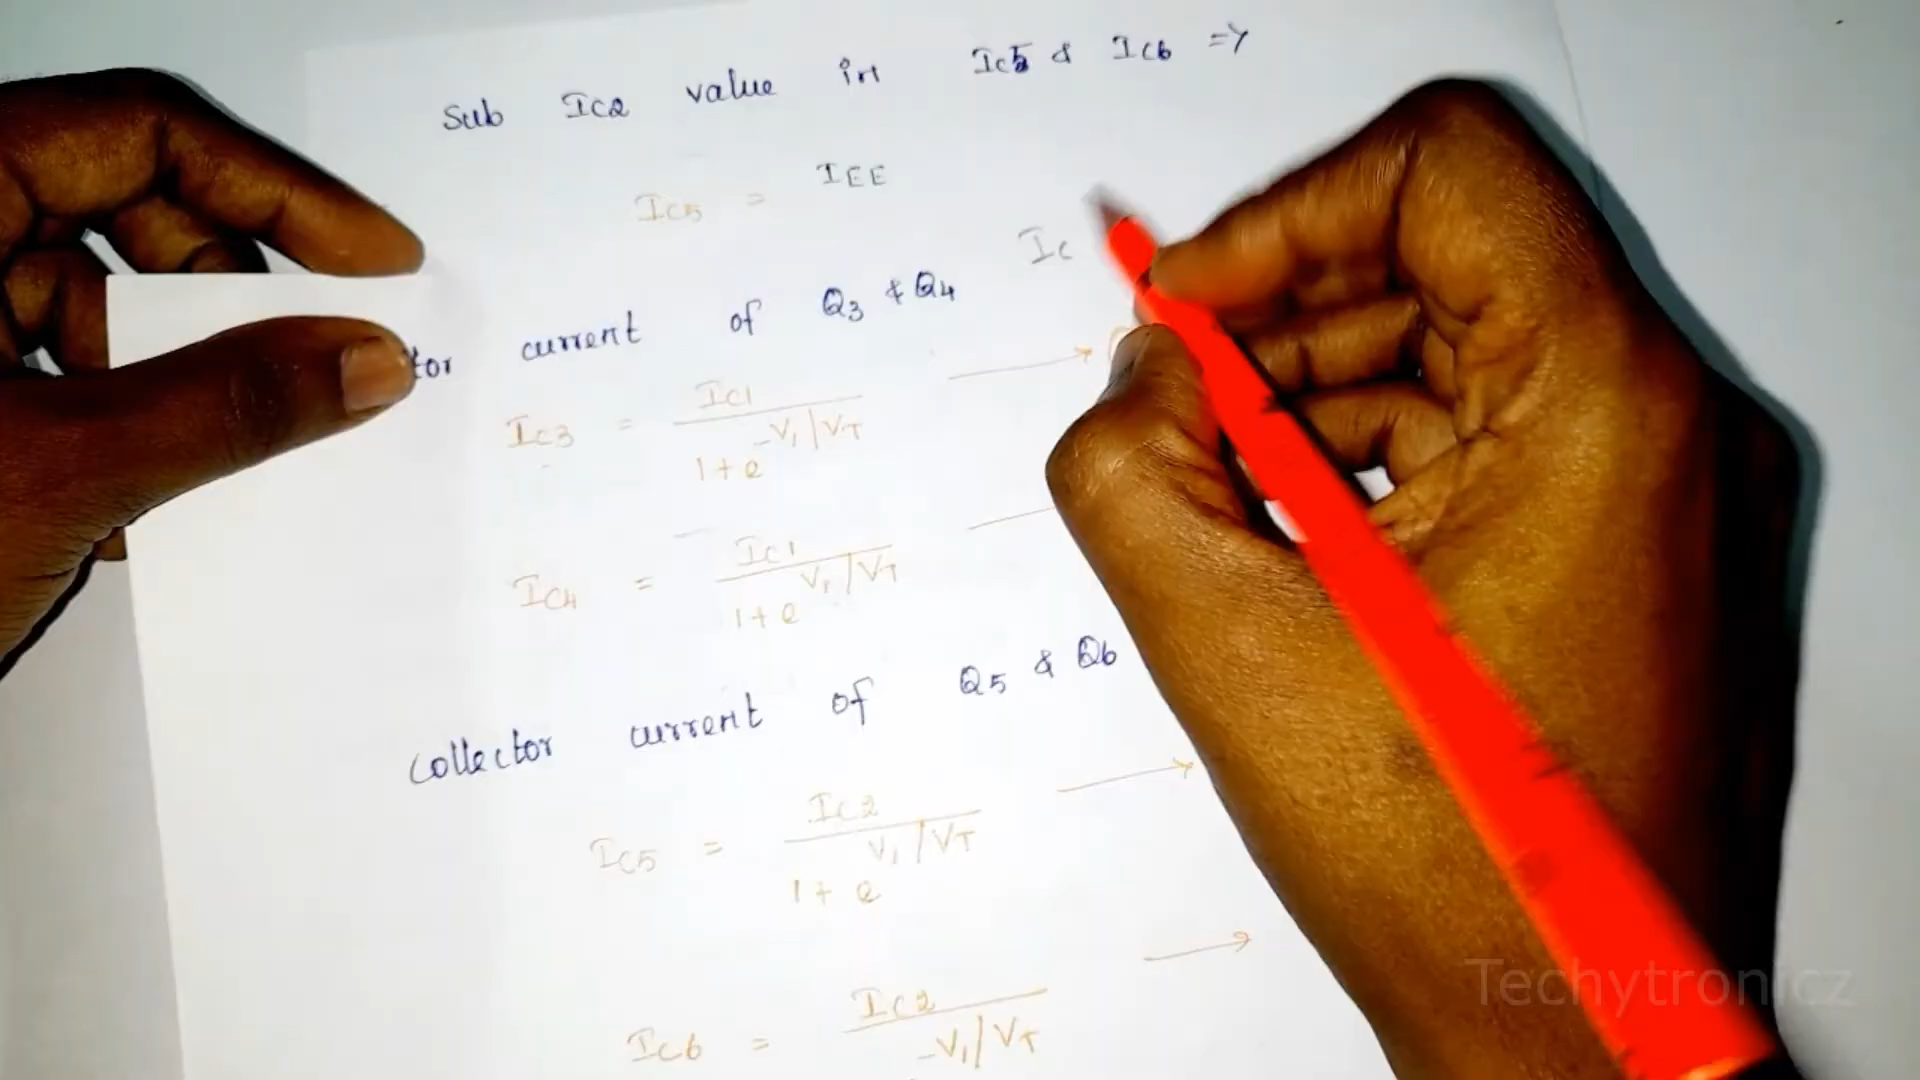 Sub Ic2 value in Ic5 & Ic6 =>
Ic5 = IEE
Ic
tor current of Q3 & Q4
Ic3 = Ic1 / 1 + e^-V1/VT
Ic4 = Ic1 / 1 + e^V1/VT
collector current of Q5 & Q6
Ic5 = Ic2 / 1 + e^V1/VT
Ic6 = Ic2 / -V1/VT
Techytronicz